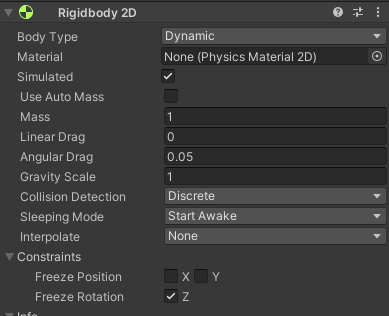 Rigidbody 2D
Body Type Dynamic
Material None (Physics Material 2D)
Simulated
Use Auto Mass
Mass 1
Linear Drag 0
Angular Drag 0.05
Gravity Scale 1
Collision Detection Discrete
Sleeping Mode Start Awake
Interpolate None
Constraints
Freeze Position X Y
Freeze Rotation Z
Info